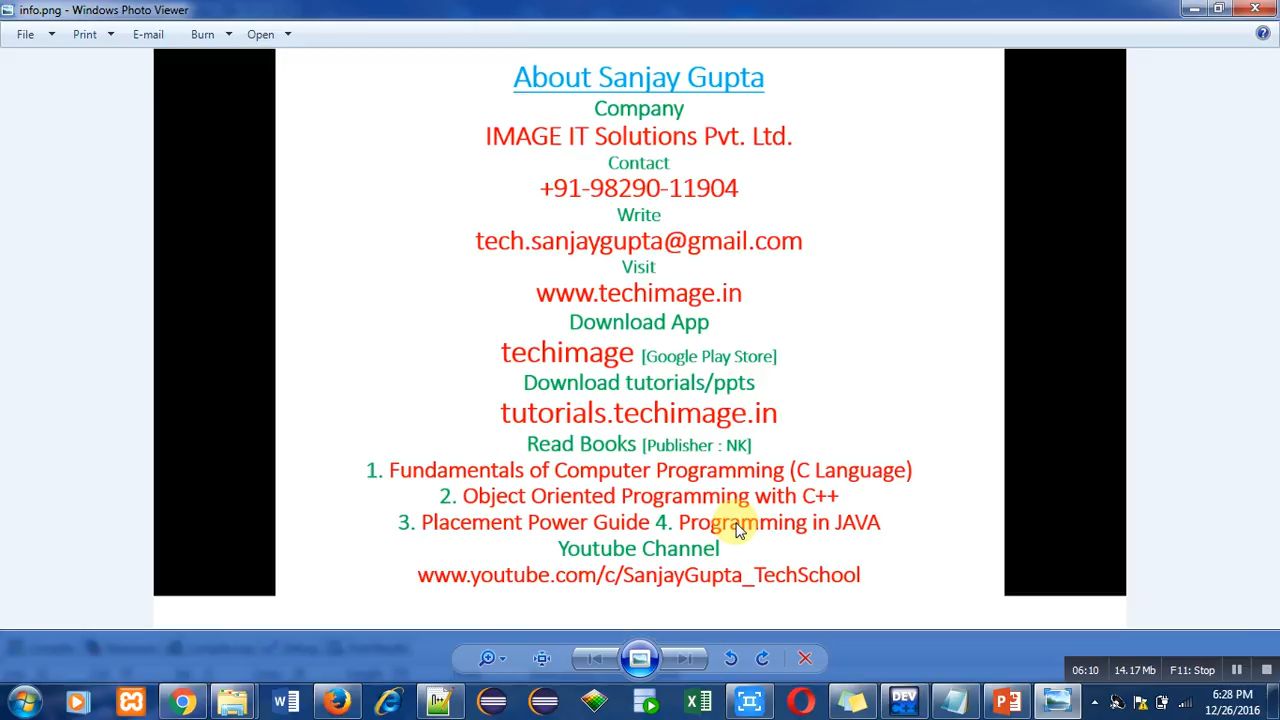 info.png - Windows Photo Viewer
File Print E-mail Burn Open
About Sanjay Gupta
Company
IMAGE IT Solutions Pvt. Ltd.
Contact
+91-98290-11904
Write
tech.sanjaygupta@gmail.com
Visit
www.techimage.in
Download App
techimage [Google Play Store]
Download tutorials/ppts
tutorials.techimage.in
Read Books [Publisher : NK]
1. Fundamentals of Computer Programming (C Language)
2. Object Oriented Programming with C++
3. Placement Power Guide 4. Programming in JAVA
Youtube Channel
www.youtube.com/c/SanjayGupta_TechSchool
06:10 14.17 Mb F11: Stop
DEV
6:28 PM
12/26/2016